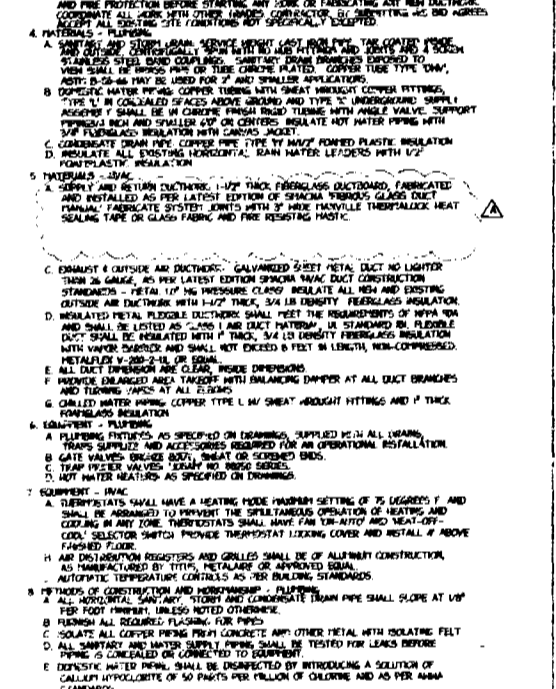 AND FIRE PROTECTION BEFORE STARTING ANY WORK OR FABRICATING ANY NEW DUCTWORK.
COORDINATE ALL WORK WITH OTHER TRADES. CONTRACTOR, BY SUBMITTING HIS BID AGREES
ACCEPT ALL EXISTING SITE CONDITIONS NOT SPECIFICALLY EXCEPTED.
4. MATERIALS - PLUMBING
A. SANITARY AND STORM DRAIN, SERVICE WEIGHT CAST IRON PIPE, TAR COATED INSIDE
AND OUTSIDE, CENTRIFUGALLY SPUN WITH NO HUB FITTINGS AND JOINTS AND 4 SCREW
STAINLESS STEEL BAND COUPLINGS. SANITARY DRAIN BRANCHES EXPOSED TO
VIEW SHALL BE BRASS PIPE OR TUBE CHROME PLATED. COPPER TUBE TYPE "DWV",
MAY BE USED FOR 2" AND SMALLER APPLICATIONS.
B DOMESTIC WATER PIPING COPPER TUBING WITH SWEAT WROUGHT COPPER FITTINGS,
TYPE "L" IN CONCEALED SPACES ABOVE GROUND AND TYPE "K" UNDERGROUND SUPPLY
ASSEMBLY SHALL BE W/ CHROME FINISH RIGID TUBING WITH ANGLE VALVE. SUPPORT
PIPING INCH AND SMALLER ON CENTERS INSULATE HOT WATER PIPING WITH
3/4" FIBERGLASS INSULATION WITH CANVAS JACKET.
C. CONDENSATE DRAIN PIPE COPPER PIPE TYPE W/1/2" FOAMED PLASTIC INSULATION
D. INSULATE ALL EXISTING HORIZONTAL RAIN WATER LEADERS WITH 1/2"
FOAMPLASTIC INSULATION
5 MATERIALS - HVAC
A. SUPPLY AND RETURN DUCTWORK: 1-1/2" THICK FIBERGLASS DUCTBOARD, FABRICATED
AND INSTALLED AS PER LATEST EDITION OF SMACNA "FIBROUS GLASS DUCT
MANUAL" FABRICATE SYSTEM JOINTS WITH 3" WIDE THERMALOCK HEAT
SEALING TAPE OR GLASS FABRIC AND FIRE RESISTING MASTIC.
C. EXHAUST & OUTSIDE AIR DUCTWORK: GALVANIZED SHEET METAL DUCT NO LIGHTER
THAN 26 GAUGE, AS PER LATEST EDITION SMACNA "HVAC DUCT CONSTRUCTION
STANDARDS - METAL 1/2" WG PRESSURE CLASS" INSULATE ALL NEW AND EXISTING
OUTSIDE AIR DUCTWORK WITH 1-1/2" THICK, 3/4 LB DENSITY FIBERGLASS INSULATION.
D. INSULATED METAL FLEXIBLE DUCTWORK SHALL MEET THE REQUIREMENTS OF NFPA 90A
AND SHALL BE LISTED AS CLASS 1 AIR DUCT MATERIAL, UL STANDARD 181. FLEXIBLE
DUCT SHALL BE INSULATED WITH 1" THICK, 3/4 LB DENSITY FIBERGLASS INSULATION
WITH VAPOR BARRIER AND SHALL NOT EXCEED 8 FEET IN LENGTH, NON-COMPRESSED.
METALFLEX OR EQUAL.
E. ALL DUCT DIMENSION ARE CLEAR, INSIDE DIMENSIONS.
F PROVIDE ENLARGED AREA TAKEOFF WITH BALANCING DAMPER AT ALL DUCT BRANCHES
AND TURNING VANES AT ALL ELBOWS
G CHILLED WATER PIPING COPPER TYPE L W/ SWEAT WROUGHT FITTINGS AND 1" THICK
FOAMGLASS INSULATION
6. EQUIPMENT - PLUMBING
A PLUMBING FIXTURES AS SPECIFIED ON DRAWINGS, SUPPLIED WITH ALL DRAINS,
TRAPS SUPPLIES AND ACCESSORIES REQUIRED FOR AN OPERATIONAL INSTALLATION.
B GATE VALVES BRONZE BODY, SWEAT OR SCREWED ENDS.
C. TRAP PRIMER VALVES SERIES.
D. HOT WATER HEATERS AS SPECIFIED ON DRAWINGS.
7 EQUIPMENT - HVAC
A. THERMOSTATS SHALL HAVE A HEATING MODE MAXIMUM SETTING OF 75 DEGREES F AND
SHALL BE ARRANGED TO PREVENT THE SIMULTANEOUS OPERATION OF HEATING AND
COOLING IN ANY ZONE. THERMOSTATS SHALL HAVE FAN "ON-AUTO" AND "HEAT-OFF-
COOL" SELECTOR SWITCH PROVIDE THERMOSTAT LOCKING COVER AND INSTALL ABOVE
FINISHED FLOOR.
H AIR DISTRIBUTION REGISTERS AND GRILLES SHALL BE OF ALUMINUM CONSTRUCTION,
AS MANUFACTURED BY TITUS, METALAIRE OR APPROVED EQUAL.
. AUTOMATIC TEMPERATURE CONTROLS AS PER BUILDING STANDARDS.
8 METHODS OF CONSTRUCTION AND WORKMANSHIP - PLUMBING
A ALL HORIZONTAL SANITARY, STORM AND CONDENSATE DRAIN PIPE SHALL SLOPE AT 1/8"
PER FOOT MINIMUM, UNLESS NOTED OTHERWISE.
B FURNISH ALL REQUIRED FLASHING FOR PIPES
C ISOLATE ALL COPPER PIPING FROM CONCRETE AND OTHER METAL WITH ISOLATING FELT
D. ALL SANITARY AND WATER SUPPLY PIPING SHALL BE TESTED FOR LEAKS BEFORE
PIPING IS CONCEALED OR CONNECTED TO EQUIPMENT.
E DOMESTIC WATER PIPING SHALL BE DISINFECTED BY INTRODUCING A SOLUTION OF
CALCIUM HYPOCLORITE OF 50 PARTS PER MILLION OF CHLORINE AND AS PER AWWA
STANDARDS